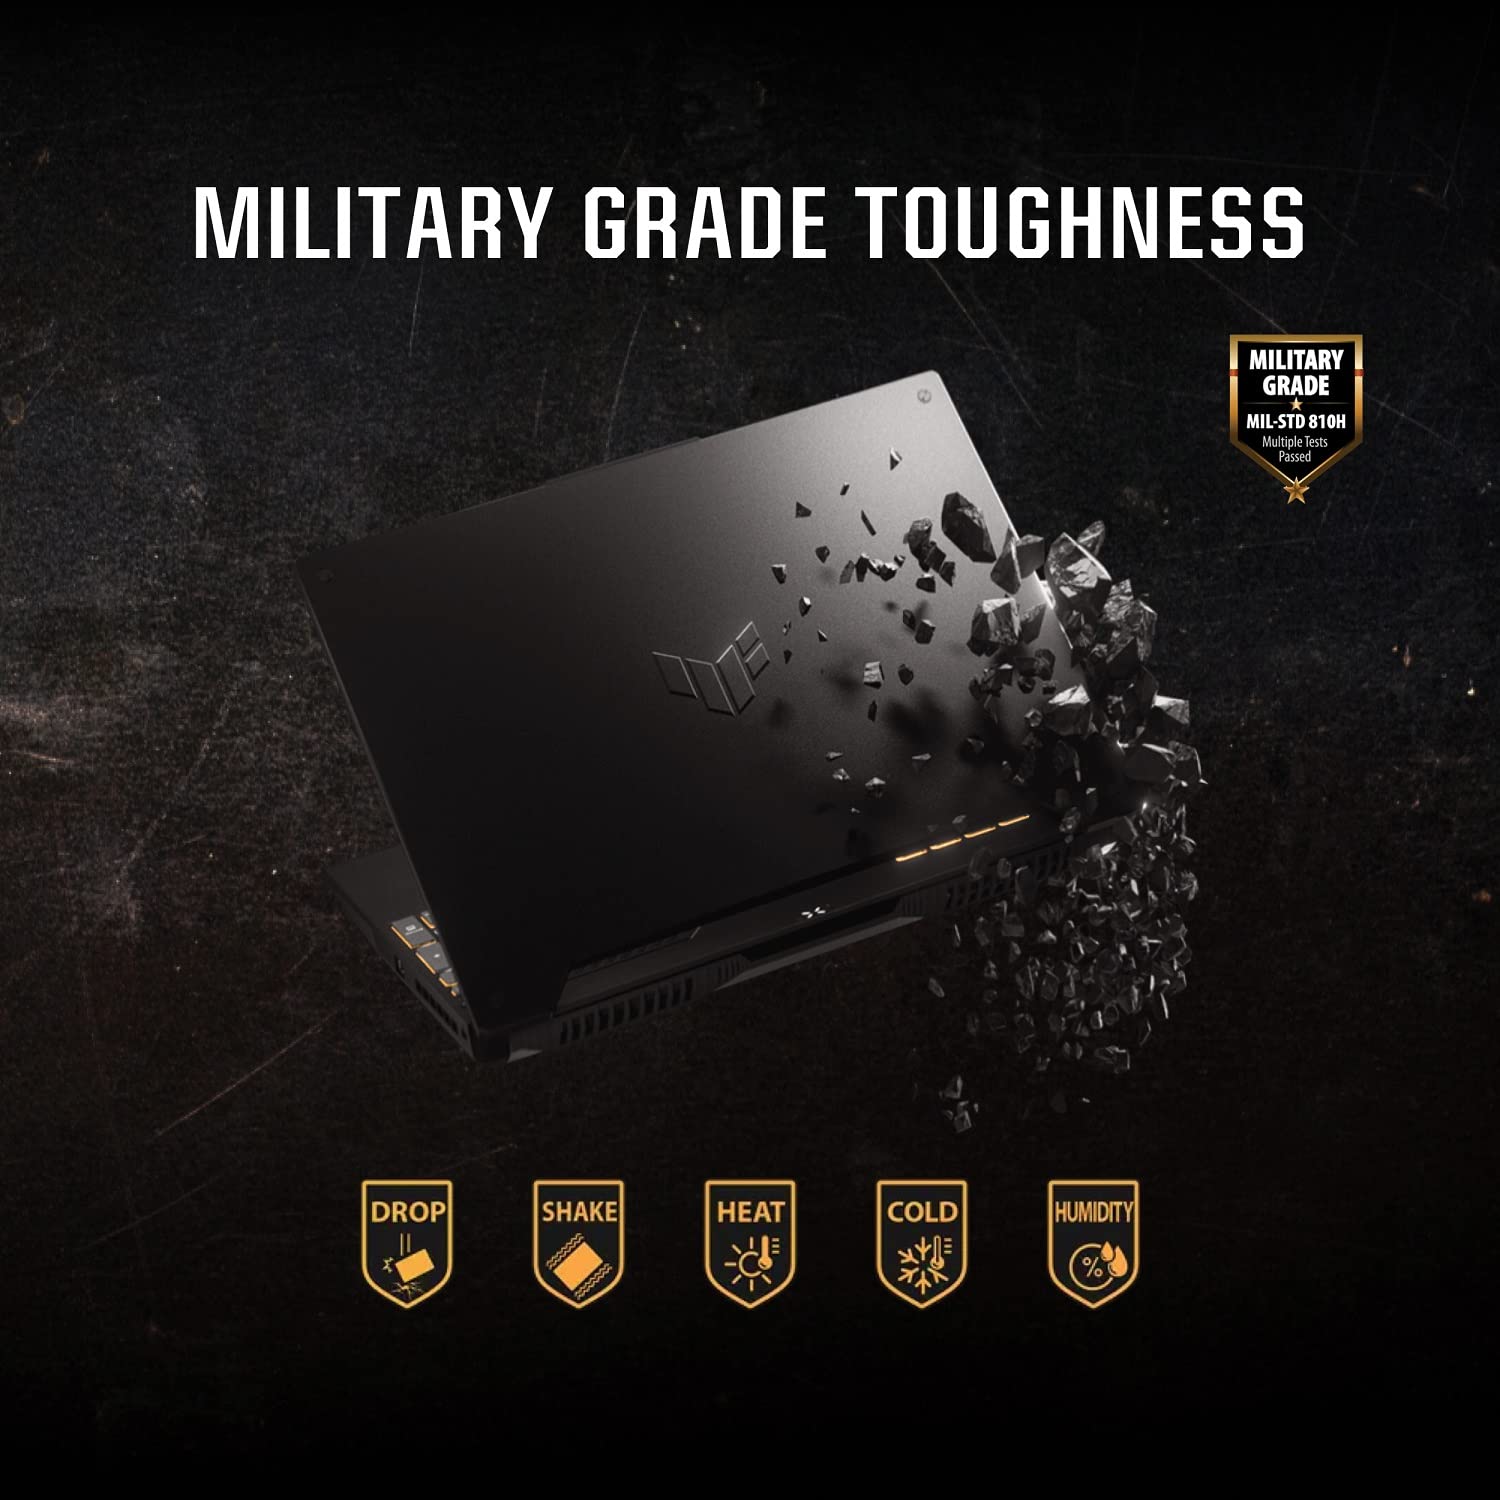 MILITARY GRADE TOUGHNESS
MILITARY
GRADE
MIL-STD 810H
Multiple Tests
Passed
DROP
SHAKE
HEAT
COLD
HUMIDITY
%